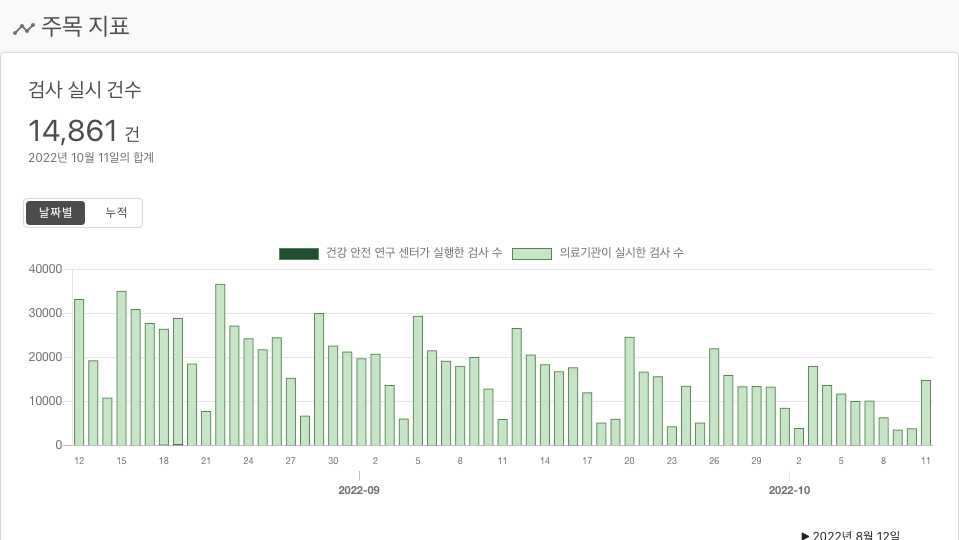 주목 지표
검사 실시 건수
14,861 건
2022년 10월 11일의 합계
날짜별 누적
건강 안전 연구 센터가 실행한 검사 수 의료기관이 실시한 검사 수
40000
30000
20000
10000
0
12 15 18 21 24 27 30 2 5 8 11 14 17 20 23 26 29 2 5 8 11
2022-09 2022-10
▶ 2022년 8월 12일